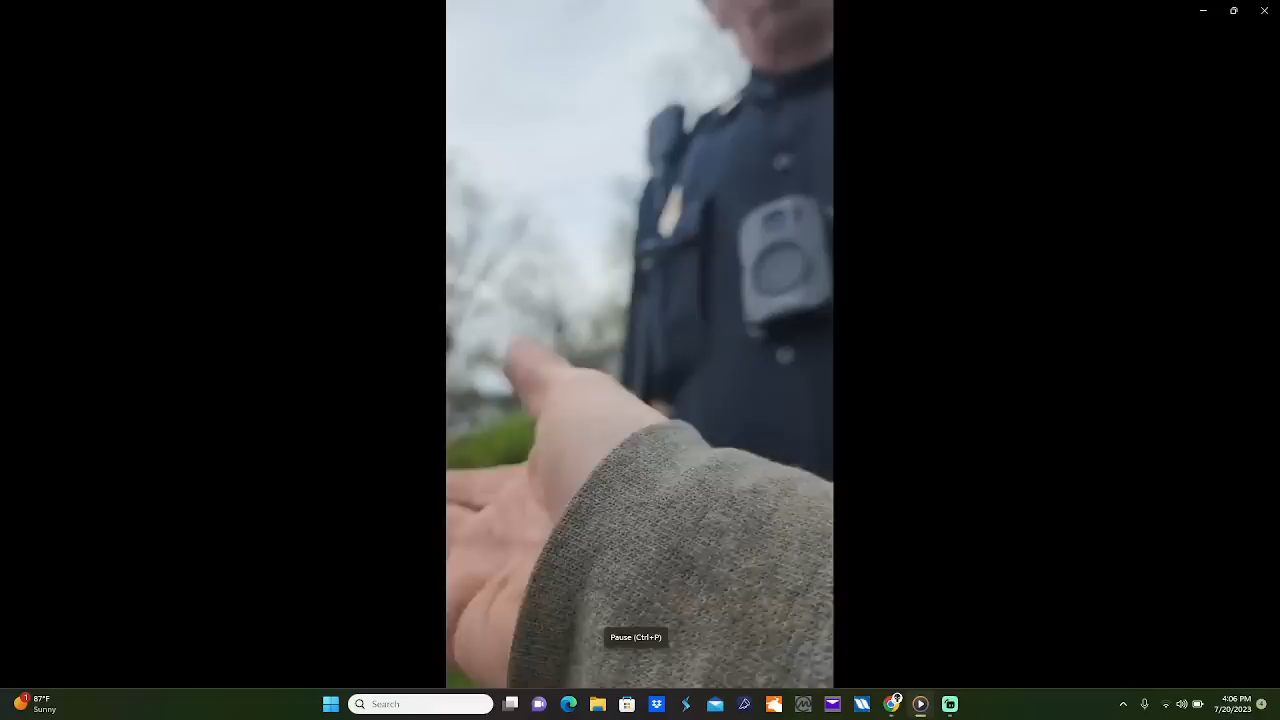 Pause (Ctrl+P)
87°F
Sunny
Search
4:06 PM
7/20/2023